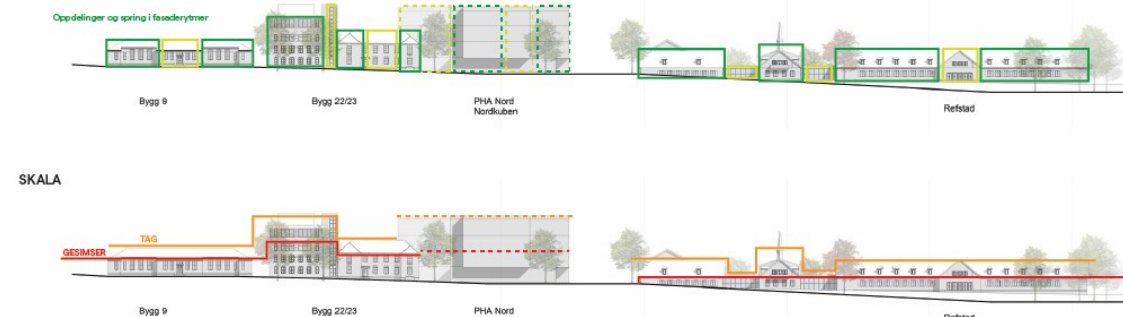 Oppdelinger og spring i fasaderytmer
Bygg 9
Bygg 22/23
PHA Nord
Nordkuben
Refstad
SKALA
TAG
GESIMSER
Bygg 9
Bygg 22/23
PHA Nord
Refstad